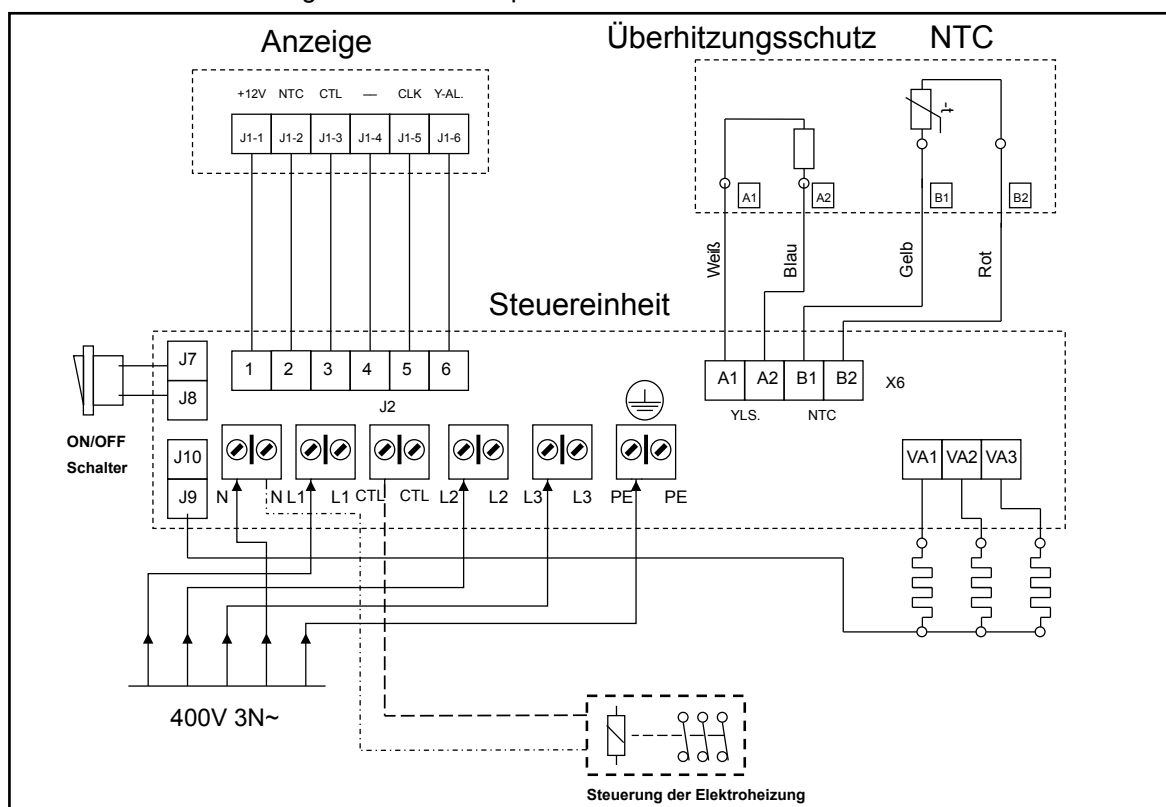 Anzeige Überhitzungsschutz NTC
+12V NTC CTL — CLK Y-AL.
J1-1 J1-2 J1-3 J1-4 J1-5 J1-6
-t
A1 A2 B1 B2
Weiß Blau Gelb Rot
Steuereinheit
J7
J8
1 2 3 4 5 6
J2
A1 A2 B1 B2 X6
YLS. NTC
ON/OFF
Schalter
J10
J9
VA1 VA2 VA3
N N L1 L1 CTL CTL L2 L2 L3 L3 PE PE
400V 3N~
Steuerung der Elektroheizung